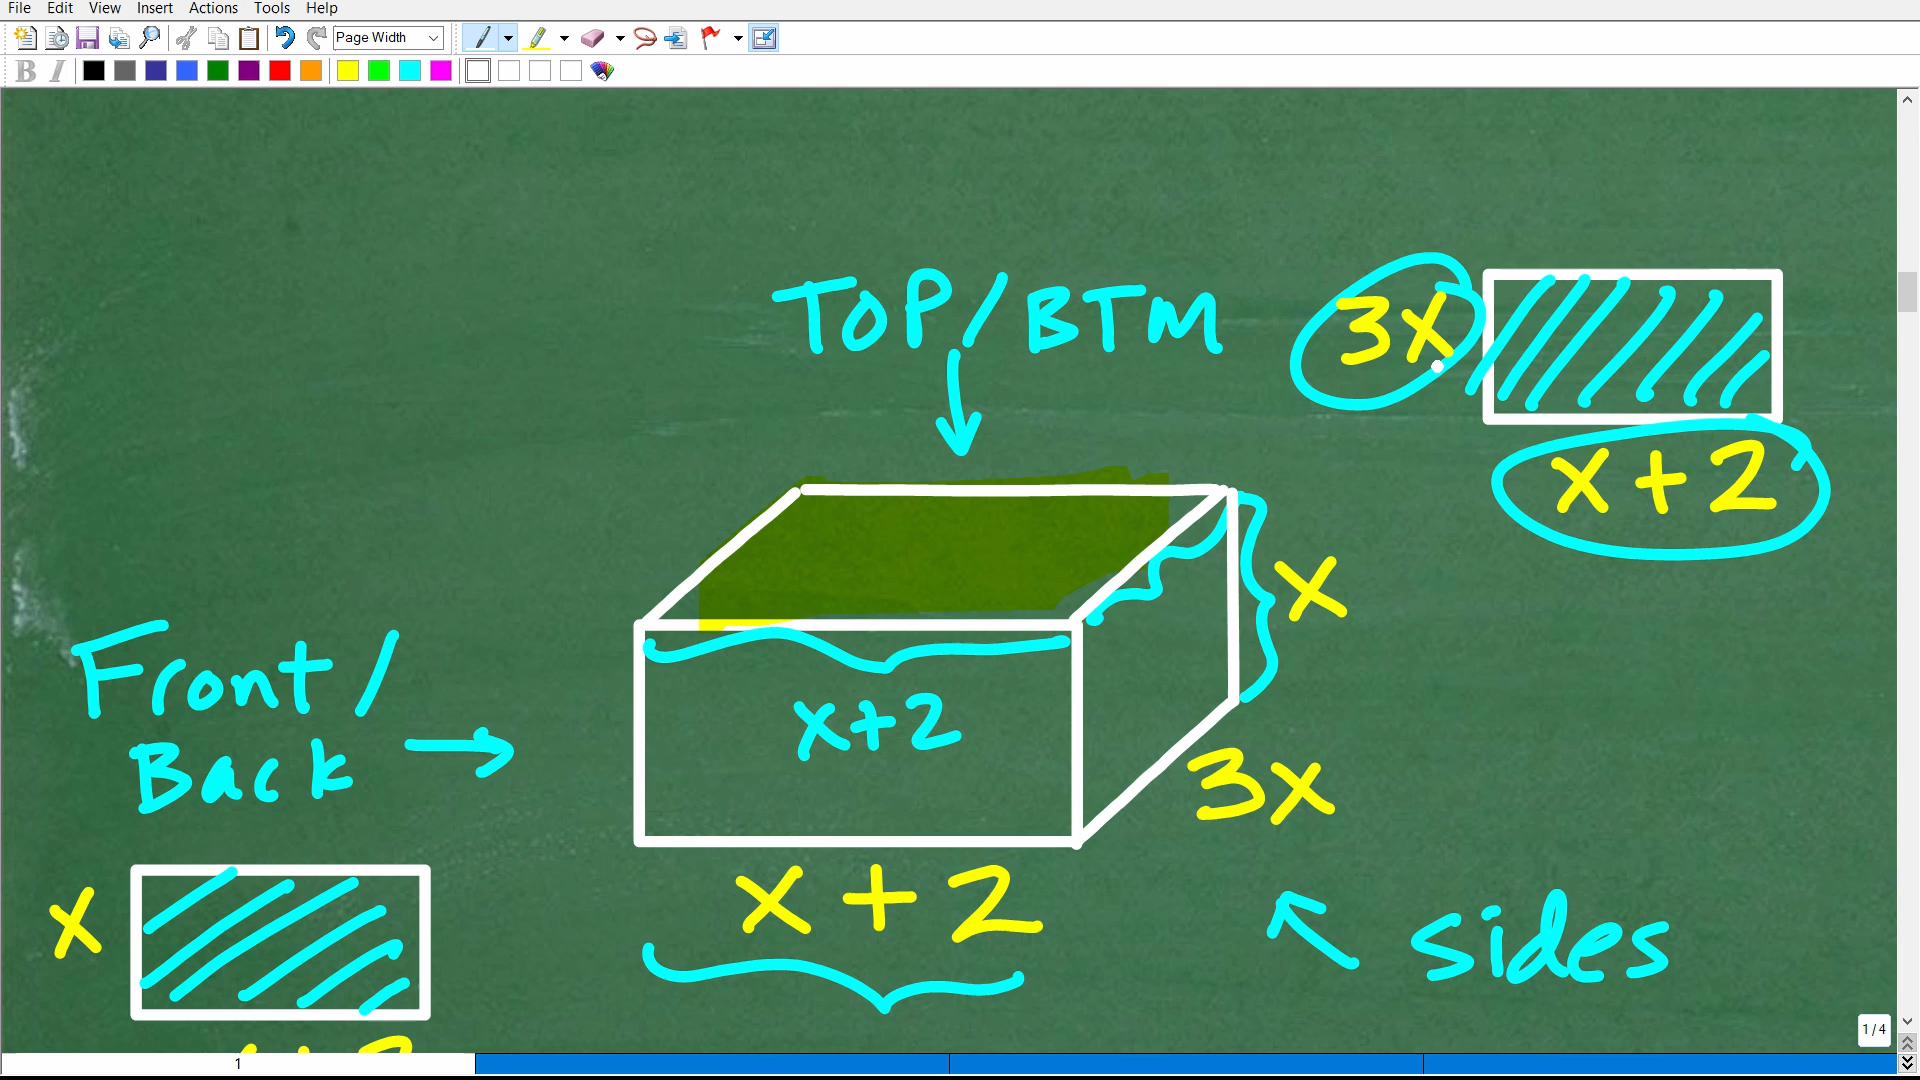 File Edit View Insert Actions Tools Help
Page Width
B I
TOP/BTM
3x
x+2
x
Front/
Back
x+2
3x
x
x+2
sides
1/4
1